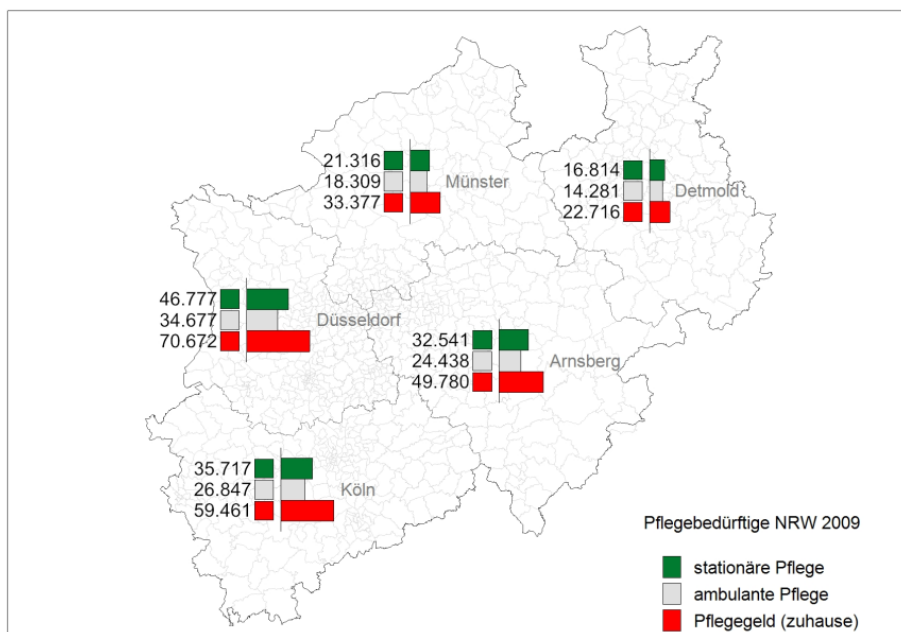 21.316
18.309
33.377
Münster
16.814
14.281
22.716
Detmold
46.777
34.677
70.672
Düsseldorf
32.541
24.438
49.780
Arnsberg
35.717
26.847
59.461
Köln
Pflegebedürftige NRW 2009
stationäre Pflege
ambulante Pflege
Pflegegeld (zuhause)